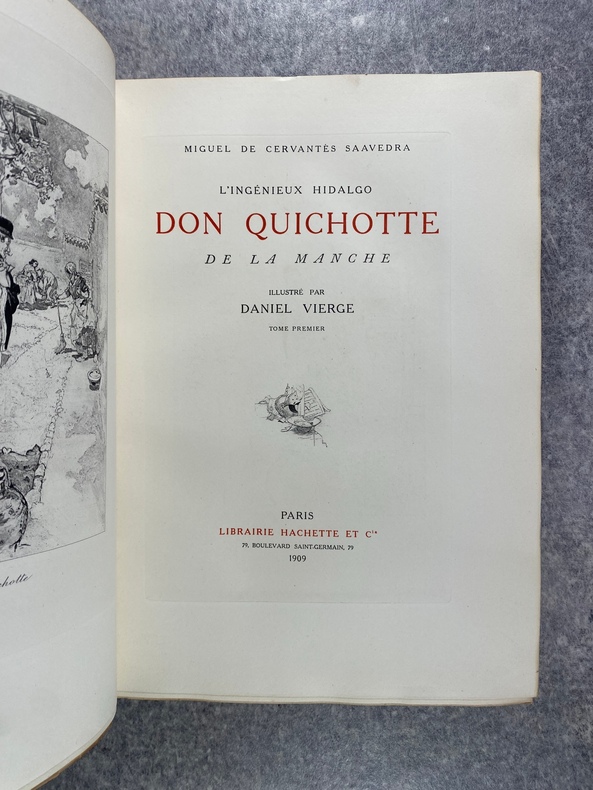 MIGUEL DE CERVANTÈS SAAVEDRA
L'INGÉNIEUX HIDALGO
DON QUICHOTTE
DE LA MANCHE
ILLUSTRÉ PAR
DANIEL VIERGE
TOME PREMIER
PARIS
LIBRAIRIE HACHETTE ET Cie
79, BOULEVARD SAINT-GERMAIN, 79
1909